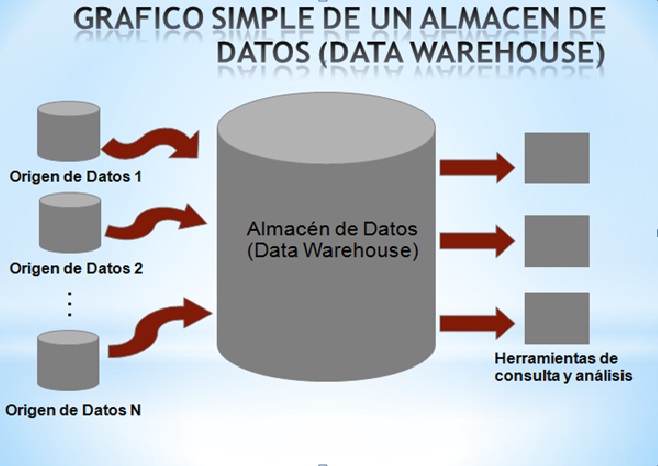 GRAFICO SIMPLE DE UN ALMACEN DE
DATOS (DATA WAREHOUSE)
Origen de Datos 1
Origen de Datos 2
Origen de Datos N
Almacén de Datos
(Data Warehouse)
Herramientas de
consulta y análisis